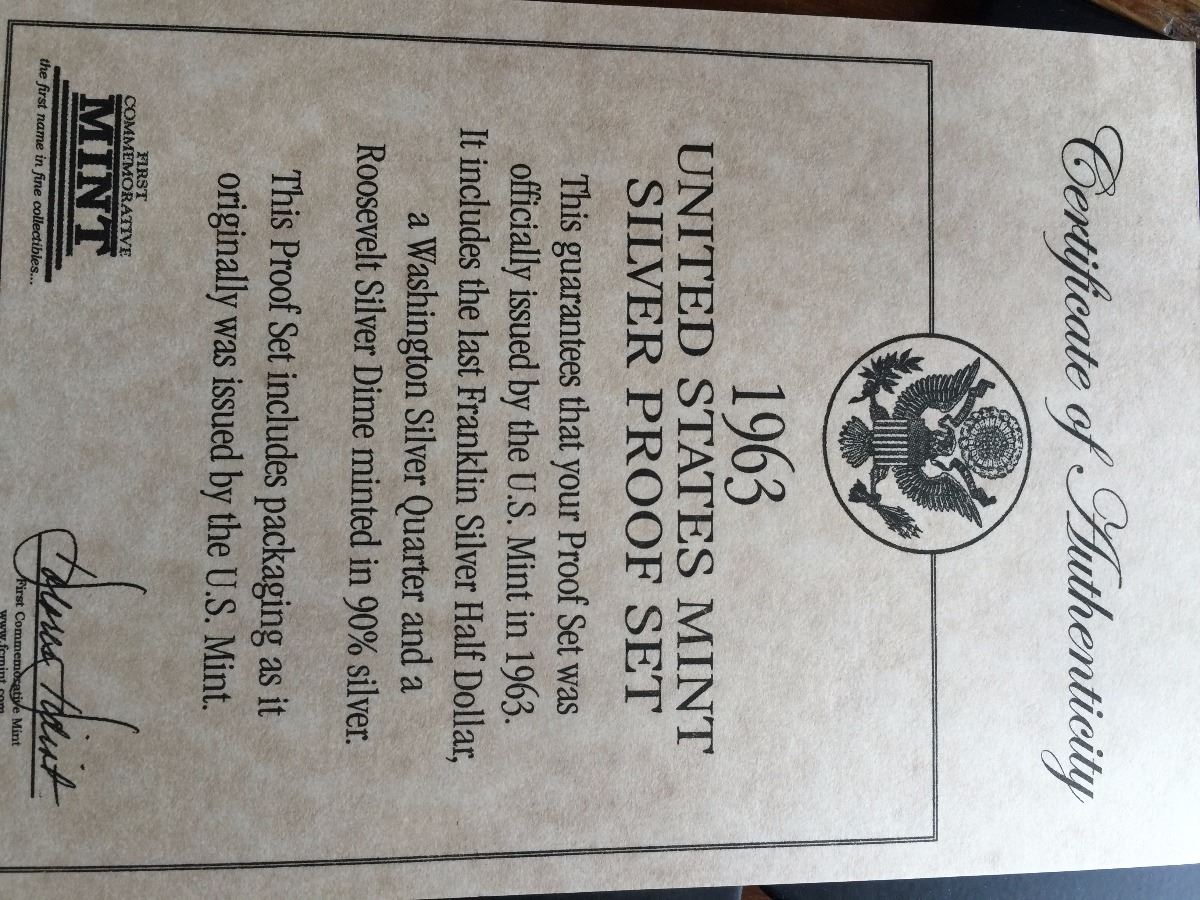 Certificate of Authenticity
1963
UNITED STATES MINT
SILVER PROOF SET
This guarantees that your Proof Set was
officially issued by the U.S. Mint in 1963.
It includes the last Franklin Silver Half Dollar,
a Washington Silver Quarter and a
Roosevelt Silver Dime minted in 90% silver.
This Proof Set includes packaging as it
originally was issued by the U.S. Mint.
FIRST
COMMEMORATIVE
MINT
the first name in fine collectibles...
First Commemorative Mint
www.fcmint.com